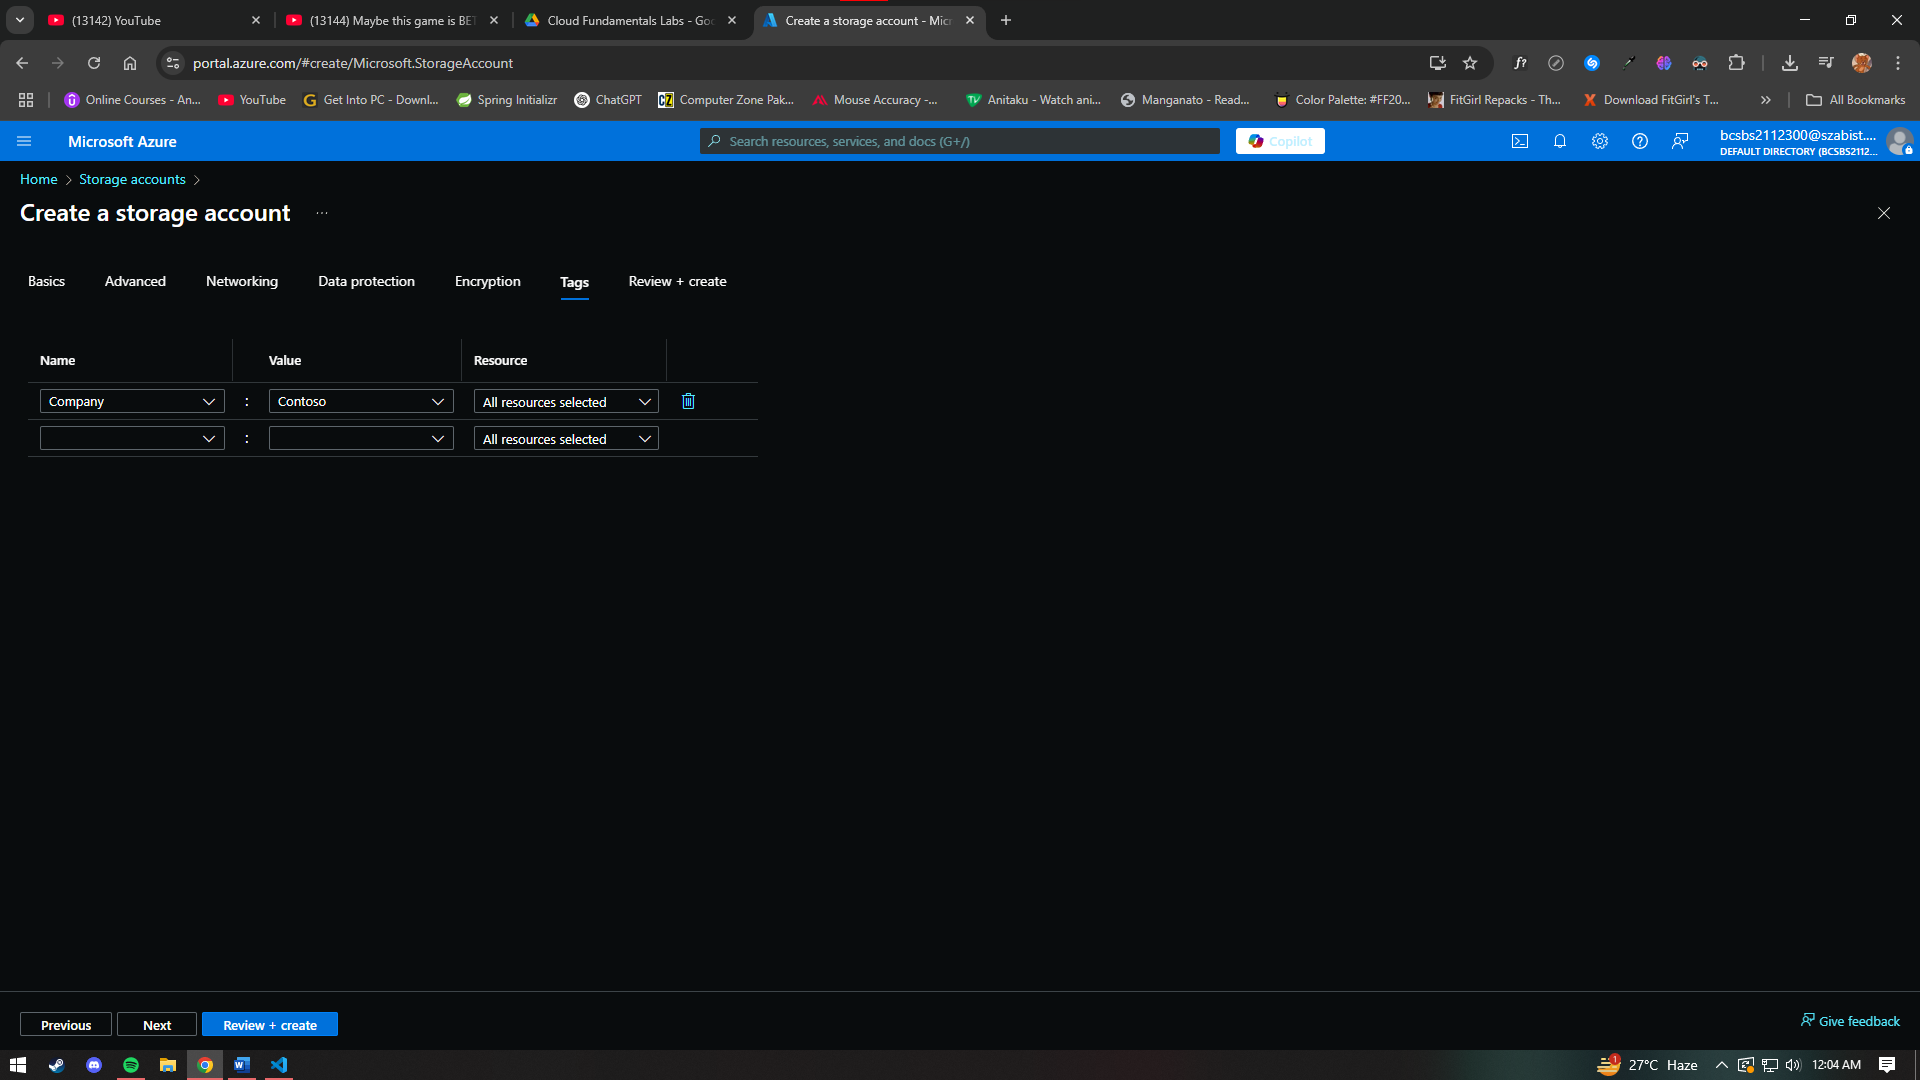 (13142) YouTube
(13144) Maybe this game is BET
Cloud Fundamentals Labs - Goo
Create a storage account - Micr
portal.azure.com/#create/Microsoft.StorageAccount
Online Courses - An...
YouTube
Get Into PC - Downl...
Spring Initializr
ChatGPT
Computer Zone Pak...
Mouse Accuracy -...
Anitaku - Watch ani...
Manganato - Read...
Color Palette: #FF20...
FitGirl Repacks - Th...
Download FitGirl's T...
All Bookmarks
Microsoft Azure
Search resources, services, and docs (G+/)
Copilot
bcsbs2112300@szabist....
DEFAULT DIRECTORY (BCSBS2112...
Home
Storage accounts
Create a storage account
Basics
Advanced
Networking
Data protection
Encryption
Tags
Review + create
Name
Value
Resource
Company
:
Contoso
All resources selected
:
All resources selected
Previous
Next
Review + create
Give feedback
1
27°C Haze
12:04 AM